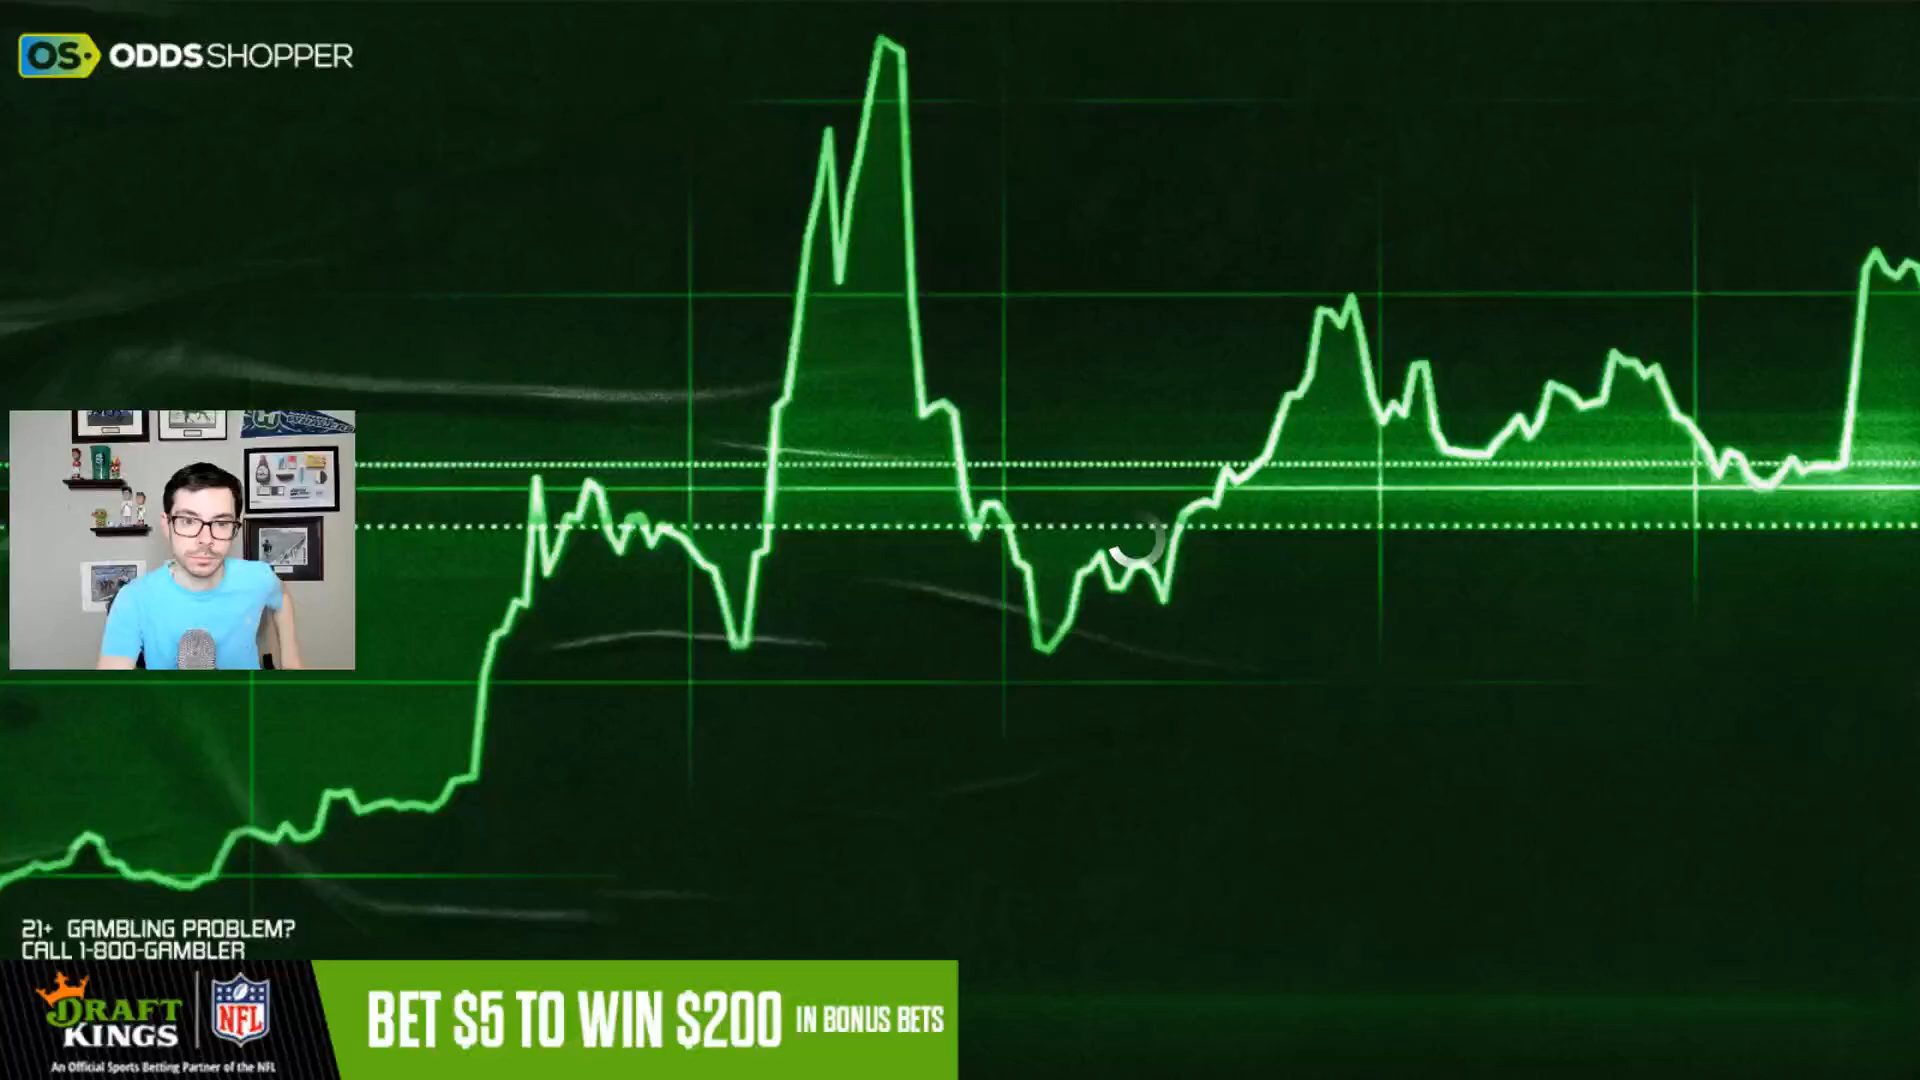 OS
ODDSSHOPPER
21+ GAMBLING PROBLEM?
CALL 1-800-GAMBLER
DRAFT
KINGS
NFL
An Official Sports Betting Partner of the NFL
BET $5 TO WIN $200 IN BONUS BETS